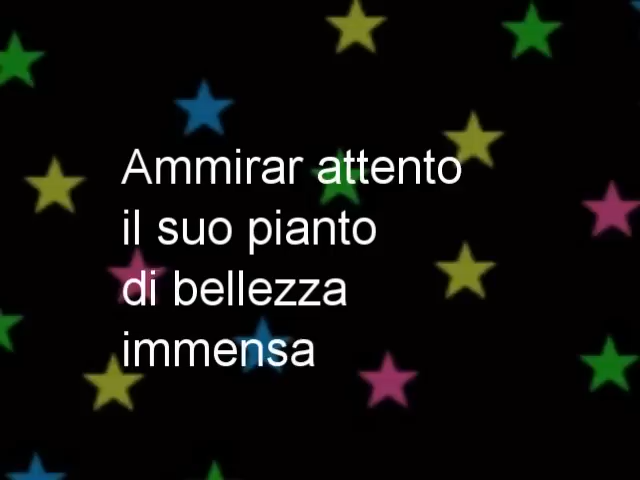 Ammirar attento
il suo pianto
di bellezza
immensa